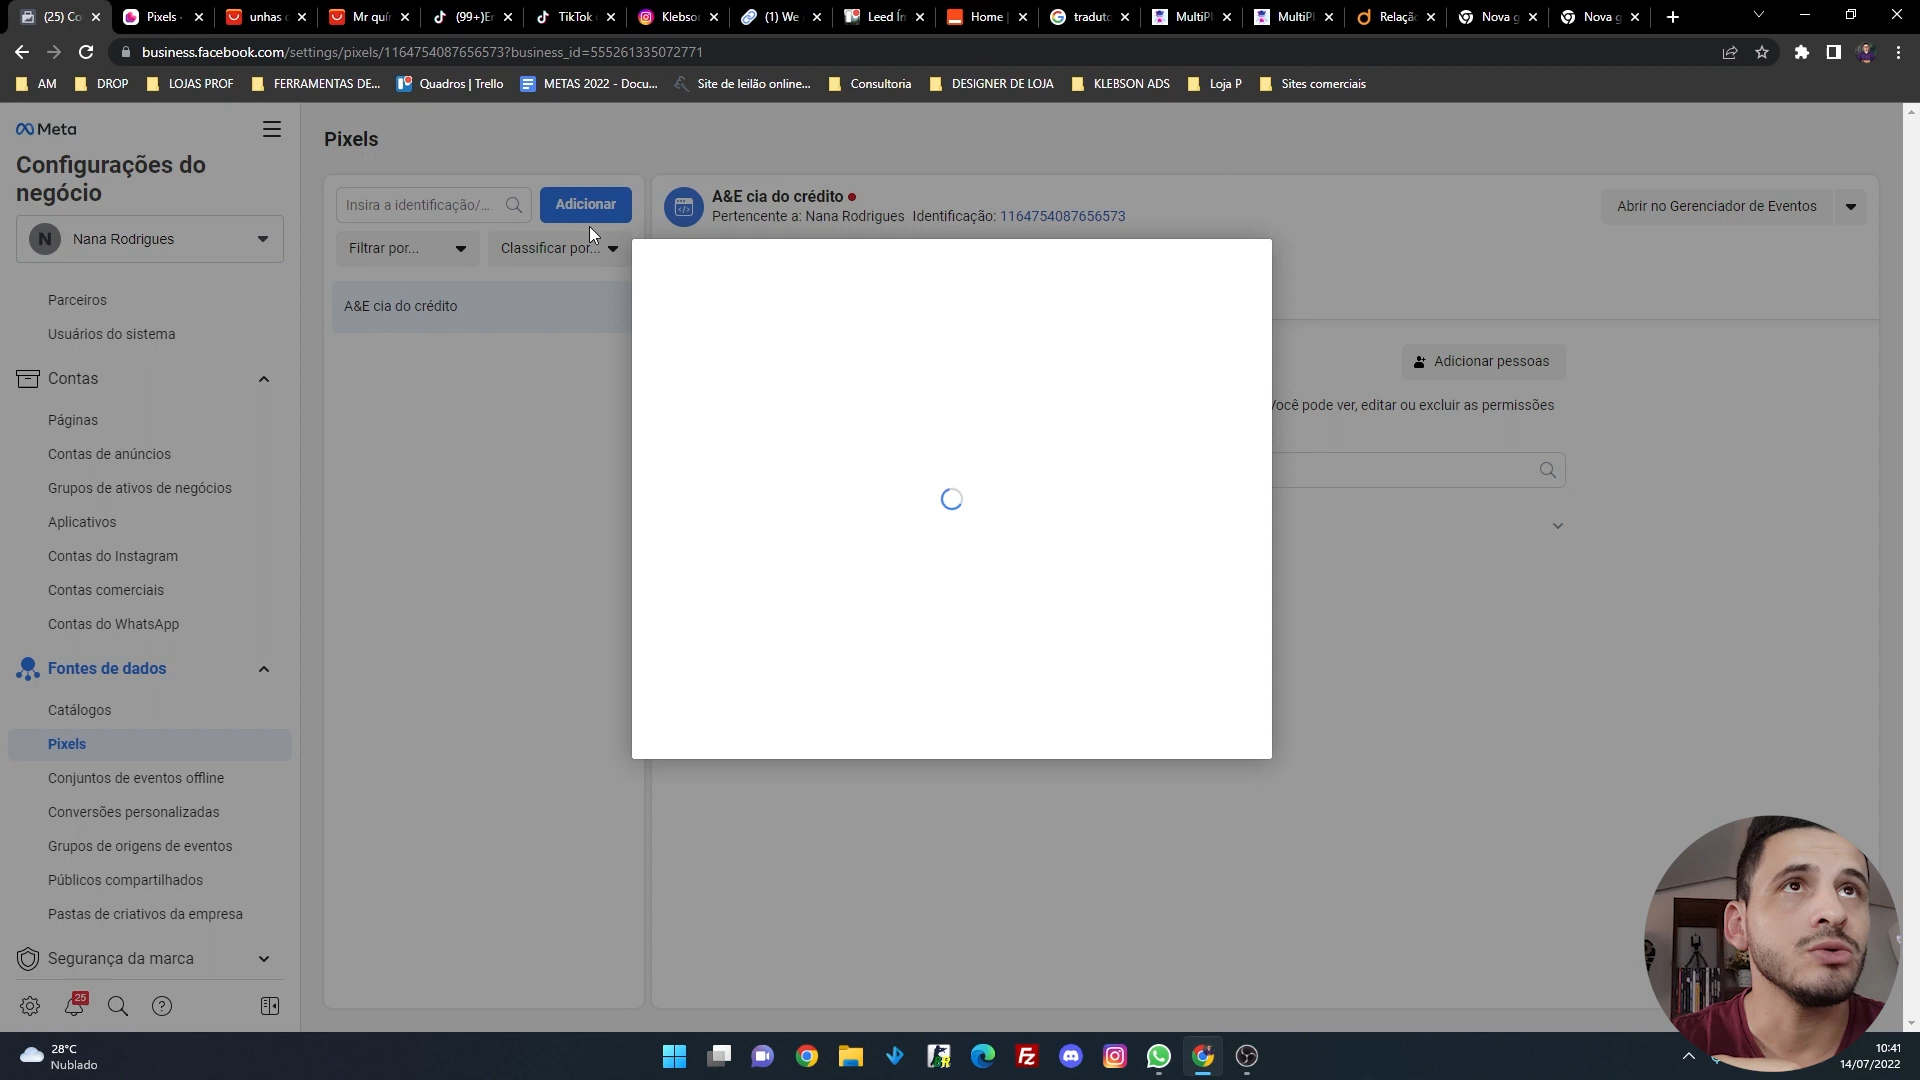 (25) Co
Pixels
unhas
Mr quí
(99+)
TikTok
Klebso
(1) We
Leed
Home
traduto
MultiPl
MultiPl
Relaçã
Nova g
Nova g
business.facebook.com/settings/pixels/1164754087656573?business_id=555261335072771
AM
DROP
LOJAS PROF
FERRAMENTAS DE...
Quadros | Trello
METAS 2022 - Docu...
Site de leilão online...
Consultoria
DESIGNER DE LOJA
KLEBSON ADS
Loja P
Sites comerciais
Meta
Configurações do
negócio
N
Nana Rodrigues
Parceiros
Usuários do sistema
Contas
Páginas
Contas de anúncios
Grupos de ativos de negócios
Aplicativos
Contas do Instagram
Contas comerciais
Contas do WhatsApp
Fontes de dados
Catálogos
Pixels
Conjuntos de eventos offline
Conversões personalizadas
Grupos de origens de eventos
Públicos compartilhados
Pastas de criativos da empresa
Segurança da marca
25
Pixels
Insira a identificação/...
Adicionar
Filtrar por...
Classificar por...
A&E cia do crédito
A&E cia do crédito
Pertencente a: Nana Rodrigues Identificação: 1164754087656573
Abrir no Gerenciador de Eventos
Adicionar pessoas
Você pode ver, editar ou excluir as permissões
28°C
Nublado
10:41
14/07/2022